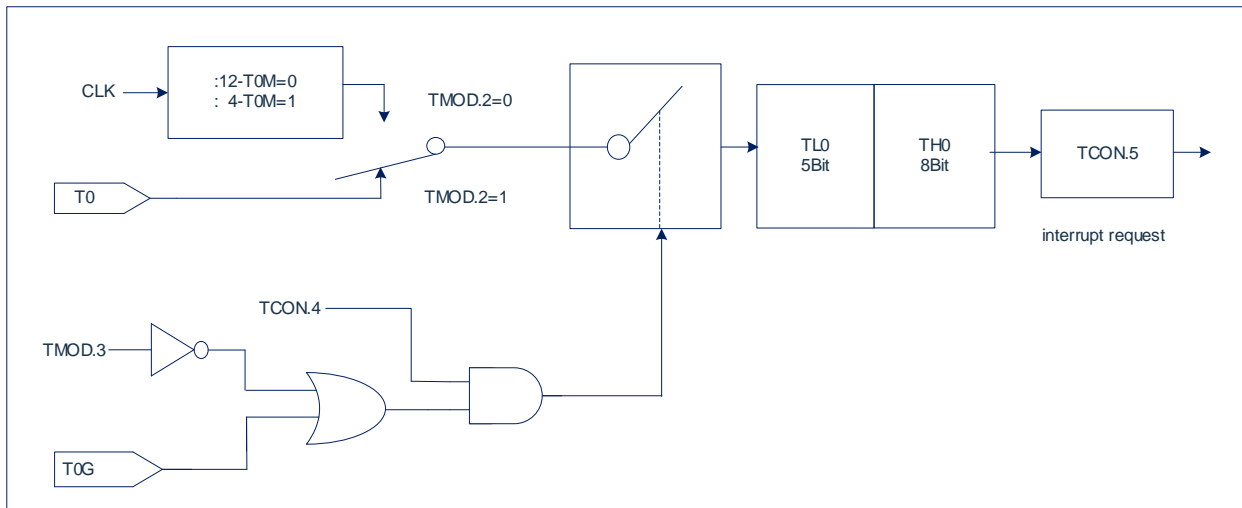 :12-T0M=0
: 4-T0M=1
CLK
TMOD.2=0
TMOD.2=1
T0
TL0
5Bit
TH0
8Bit
TCON.5
interrupt request
TCON.4
TMOD.3
T0G